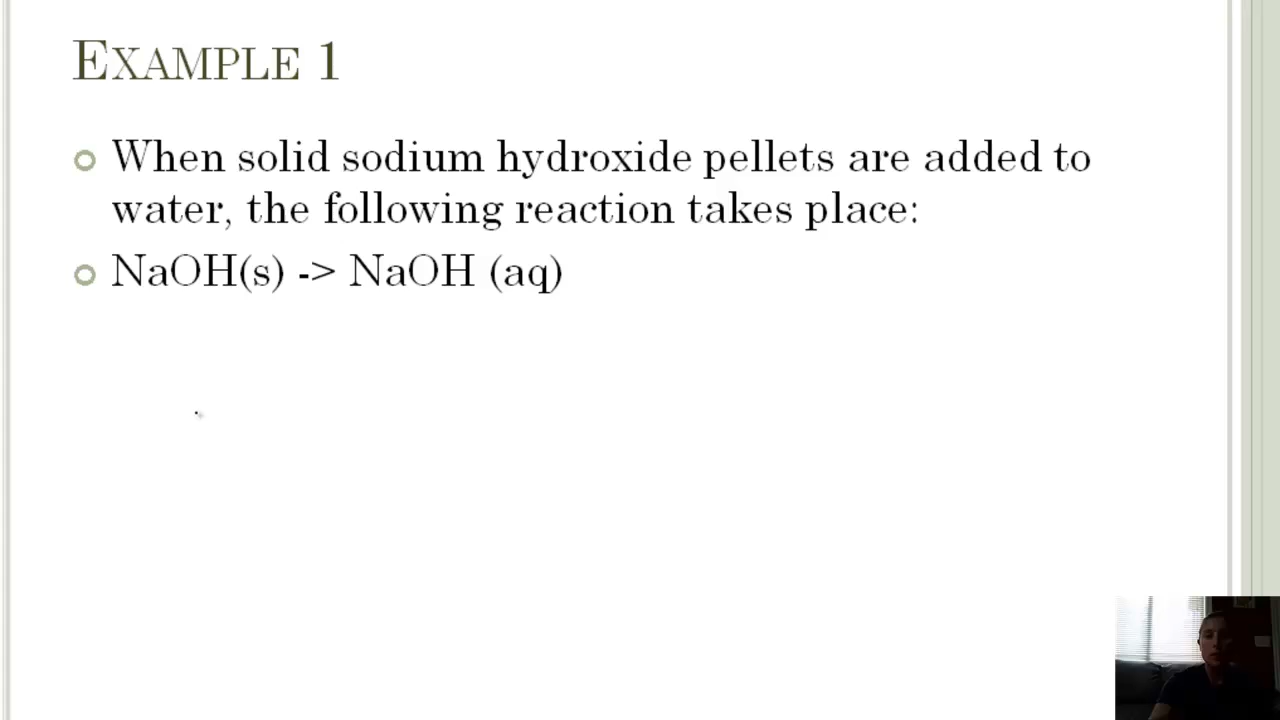 EXAMPLE 1
When solid sodium hydroxide pellets are added to
water, the following reaction takes place:
NaOH(s) -> NaOH (aq)